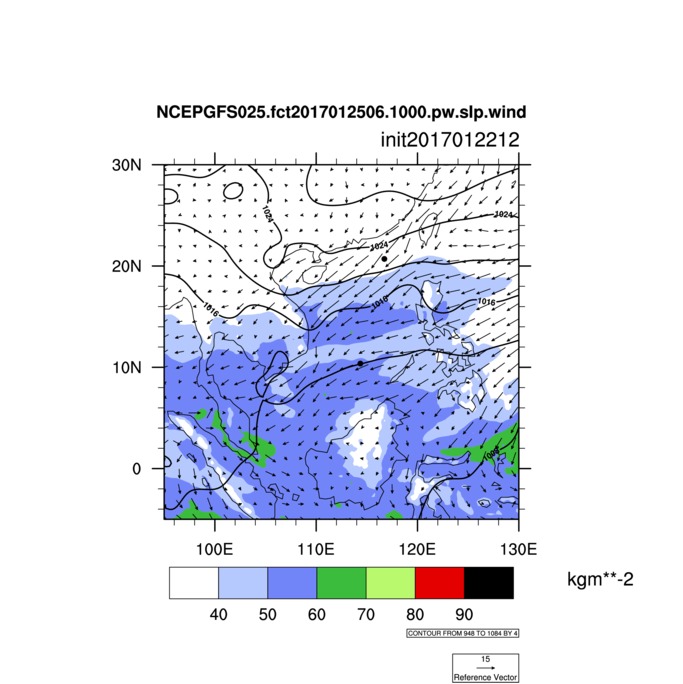 NCEPGFS025.fct2017012506.1000.pw.slp.wind
init2017012212
30N
20N
10N
0
1024
1024
1024
1016
1016
1016
1008
100E 110E 120E 130E
kgm**-2
40 50 60 70 80 90
CONTOUR FROM 948 TO 1084 BY 4
15
Reference Vector